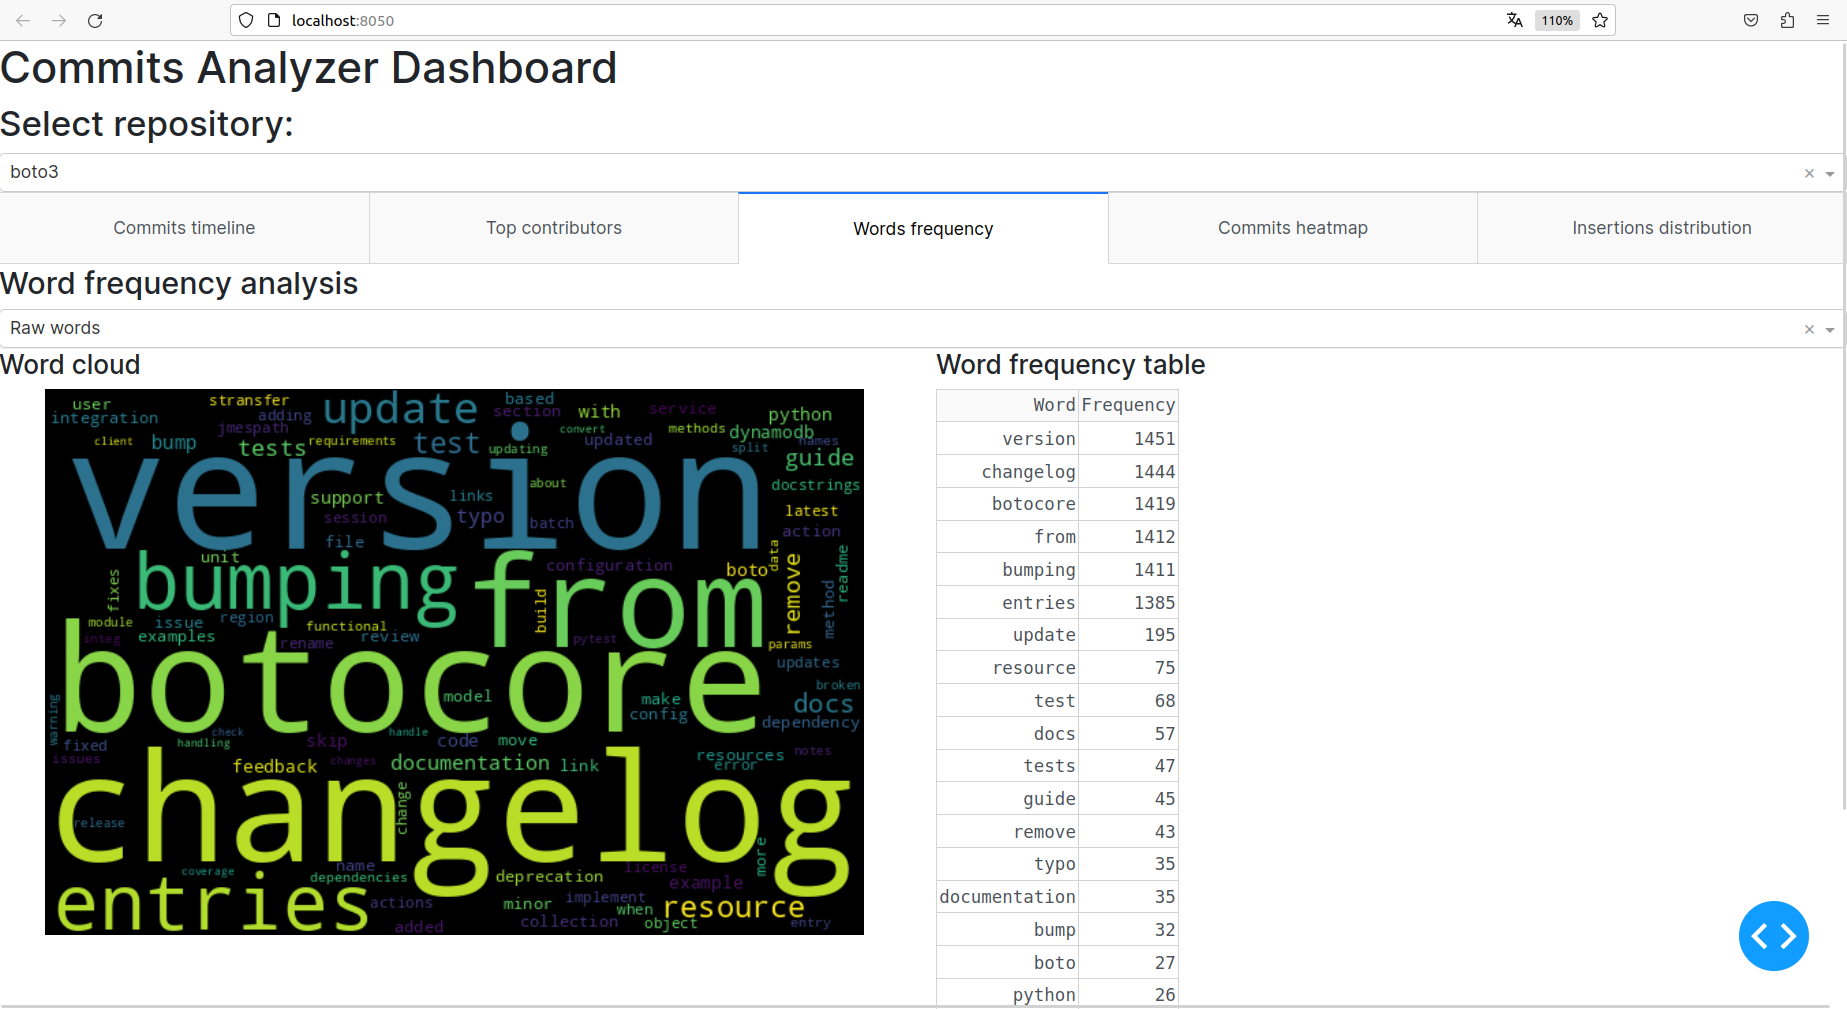 localhost:8050
110%
Commits Analyzer Dashboard
Select repository:
boto3
Commits timeline
Top contributors
Words frequency
Commits heatmap
Insertions distribution
Word frequency analysis
Raw words
Word cloud
user
stransfer
update
based
section
with
service
python
integration
adding
jmespath
convert
methods
dynamodb
client
bump
tests
requirements
test
updating
updated
split
names
guide
version
support
links
about
docstrings
session
typo
batch
latest
action
file
unit
bumping
from
configuration
boto
data
remove
method
readme
fixes
build
module
issue
region
functional
integ
examples
rename
review
pytest
params
botocore
updates
model
make
config
broken
docs
dependency
warning
fixed
issues
check
handling
skip
handle
code
move
resources
error
notes
feedback
changes
documentation
link
changelog
change
release
more
coverage
name
dependencies
deprecation
license
example
entries
actions
added
minor
implement
collection
when
object
resource
entry
Word frequency table
Word Frequency
version 1451
changelog 1444
botocore 1419
from 1412
bumping 1411
entries 1385
update 195
resource 75
test 68
docs 57
tests 47
guide 45
remove 43
typo 35
documentation 35
bump 32
boto 27
python 26